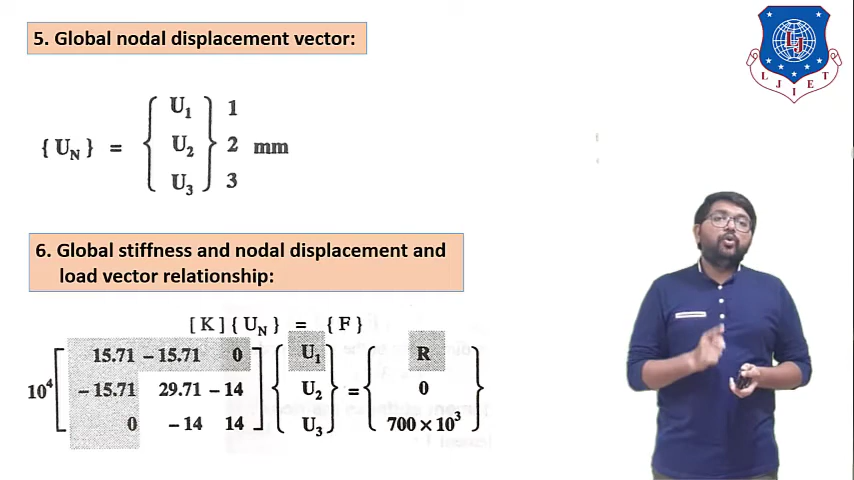 5. Global nodal displacement vector:
{ U_N } = { U_1 } 1
U_2 2 mm
U_3 3
6. Global stiffness and nodal displacement and
load vector relationship:
[ K ] { U_N } = { F }
15.71 – 15.71 0 U_1 R
10^4 – 15.71 29.71 – 14 U_2 = 0
0 – 14 14 U_3 700 × 10^3
LJ
LJIET